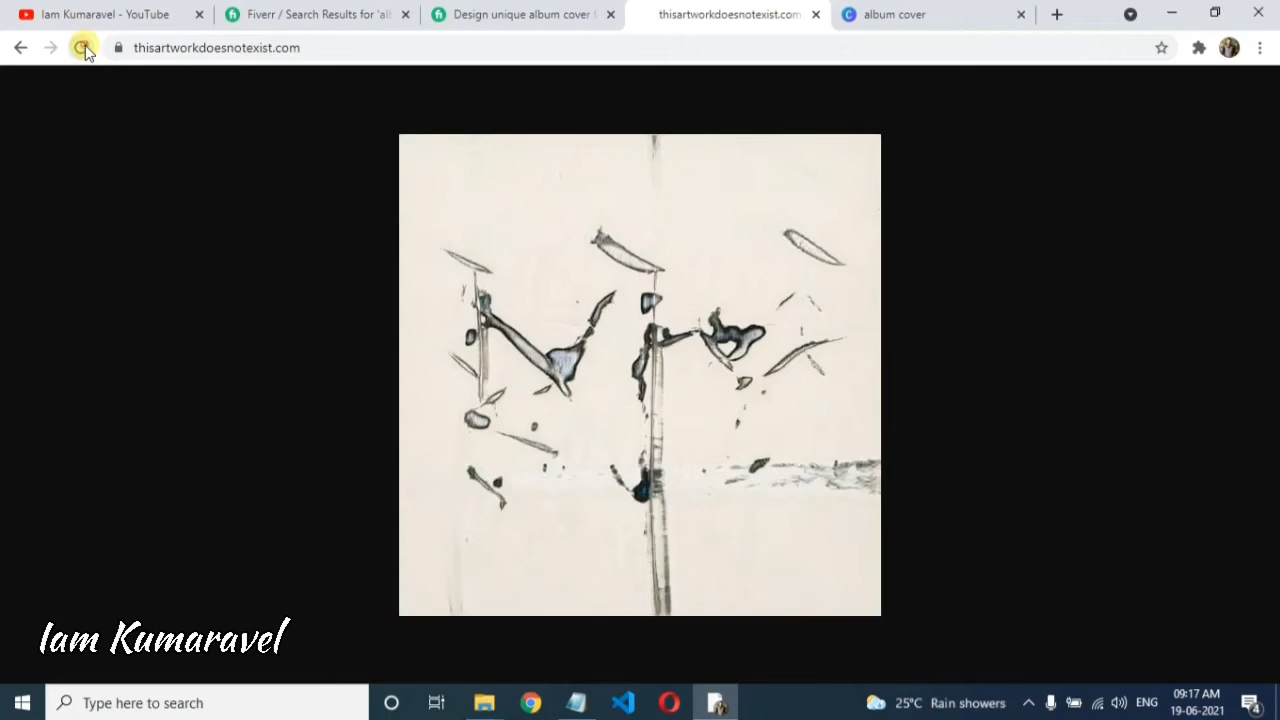 Iam Kumaravel - YouTube
Fiverr / Search Results for 'al
Design unique album cover f
thisartworkdoesnotexist.com
album cover
thisartworkdoesnotexist.com
Iam Kumaravel
Type here to search
25°C Rain showers
ENG
09:17 AM
19-06-2021
4